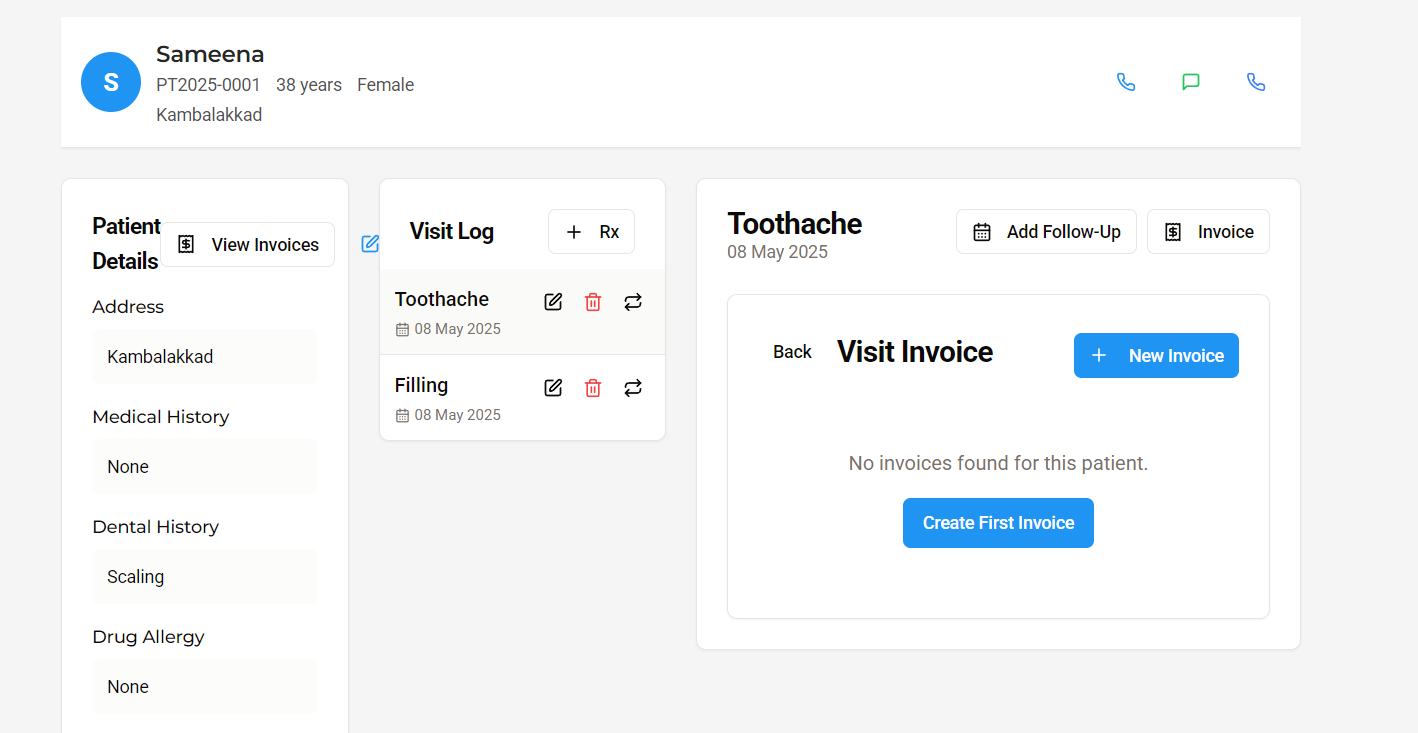 S
Sameena
PT2025-0001 38 years Female
Kambalakkad
Patient
Details
View Invoices
Address
Kambalakkad
Medical History
None
Dental History
Scaling
Drug Allergy
None
Visit Log
Rx
Toothache
08 May 2025
Filling
08 May 2025
Toothache
08 May 2025
Add Follow-Up
Invoice
Back
Visit Invoice
New Invoice
No invoices found for this patient.
Create First Invoice